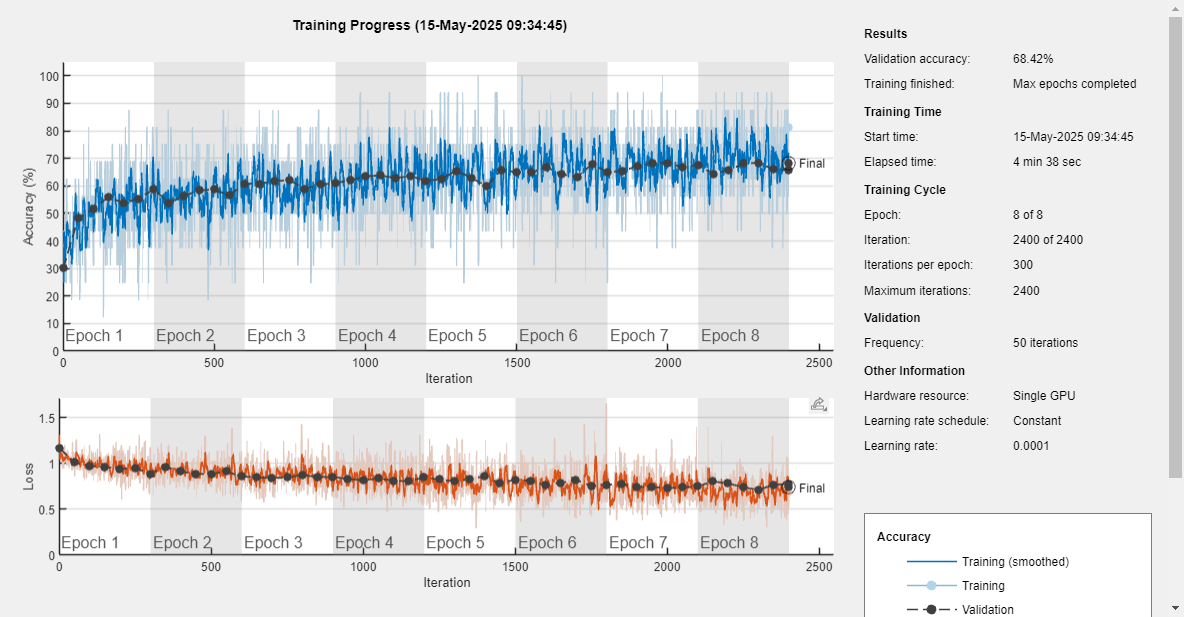 Training Progress (15-May-2025 09:34:45)
Accuracy (%)
100
90
80
70
60
50
40
30
20
10
0
Final
Epoch 1 Epoch 2 Epoch 3 Epoch 4 Epoch 5 Epoch 6 Epoch 7 Epoch 8
0 500 1000 1500 2000 2500
Iteration
Loss
1.5
1
0.5
0
Final
Epoch 1 Epoch 2 Epoch 3 Epoch 4 Epoch 5 Epoch 6 Epoch 7 Epoch 8
0 500 1000 1500 2000 2500
Iteration
Results
Validation accuracy: 68.42%
Training finished: Max epochs completed
Training Time
Start time: 15-May-2025 09:34:45
Elapsed time: 4 min 38 sec
Training Cycle
Epoch: 8 of 8
Iteration: 2400 of 2400
Iterations per epoch: 300
Maximum iterations: 2400
Validation
Frequency: 50 iterations
Other Information
Hardware resource: Single GPU
Learning rate schedule: Constant
Learning rate: 0.0001
Accuracy
Training (smoothed)
Training
Validation